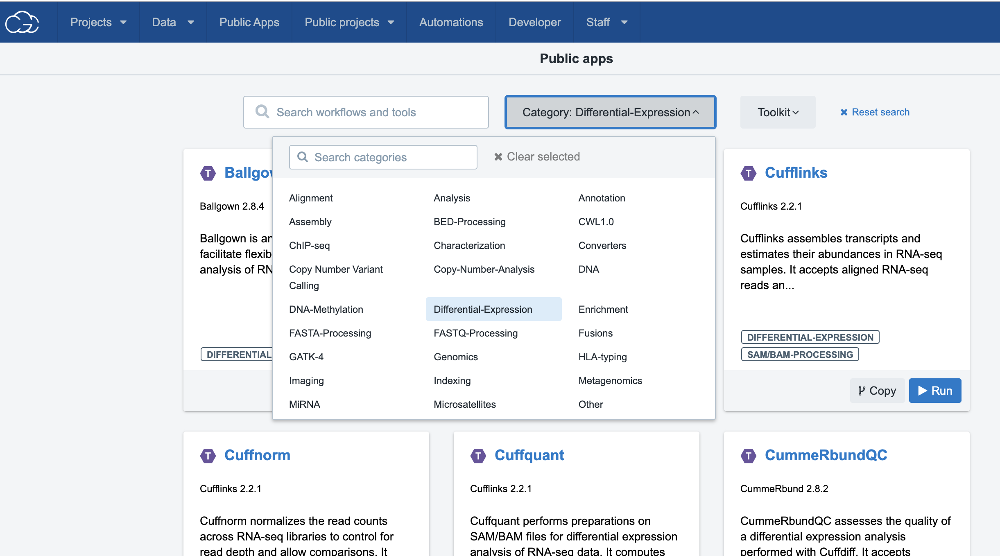 Projects Data Public Apps Public projects Automations Developer Staff
Public apps
Search workflows and tools
Category: Differential-Expression
Toolkit
Reset search
Search categories
Clear selected
Alignment Analysis Annotation
Assembly BED-Processing CWL1.0
ChIP-seq Characterization Converters
Copy Number Variant Copy-Number-Analysis DNA
Calling
DNA-Methylation Differential-Expression Enrichment
FASTA-Processing FASTQ-Processing Fusions
GATK-4 Genomics HLA-typing
Imaging Indexing Metagenomics
MiRNA Microsatellites Other
T Ballgow
Ballgown 2.8.4
Ballgown is an
facilitate flexib
analysis of RN
DIFFERENTIAL
T Cufflinks
Cufflinks 2.2.1
Cufflinks assembles transcripts and
estimates their abundances in RNA-seq
samples. It accepts aligned RNA-seq
reads an...
DIFFERENTIAL-EXPRESSION
SAM/BAM-PROCESSING
Copy Run
T Cuffnorm
Cufflinks 2.2.1
Cuffnorm normalizes the read counts
across RNA-seq libraries to control for
read depth and allow comparisons. It
T Cuffquant
Cufflinks 2.2.1
Cuffquant performs preparations on
SAM/BAM files for differential expression
analysis of RNA-seq data. It computes
T CummeRbundQC
CummeRbund 2.8.2
CummeRbundQC assesses the quality of
a differential expression analysis
performed with Cuffdiff. It accepts